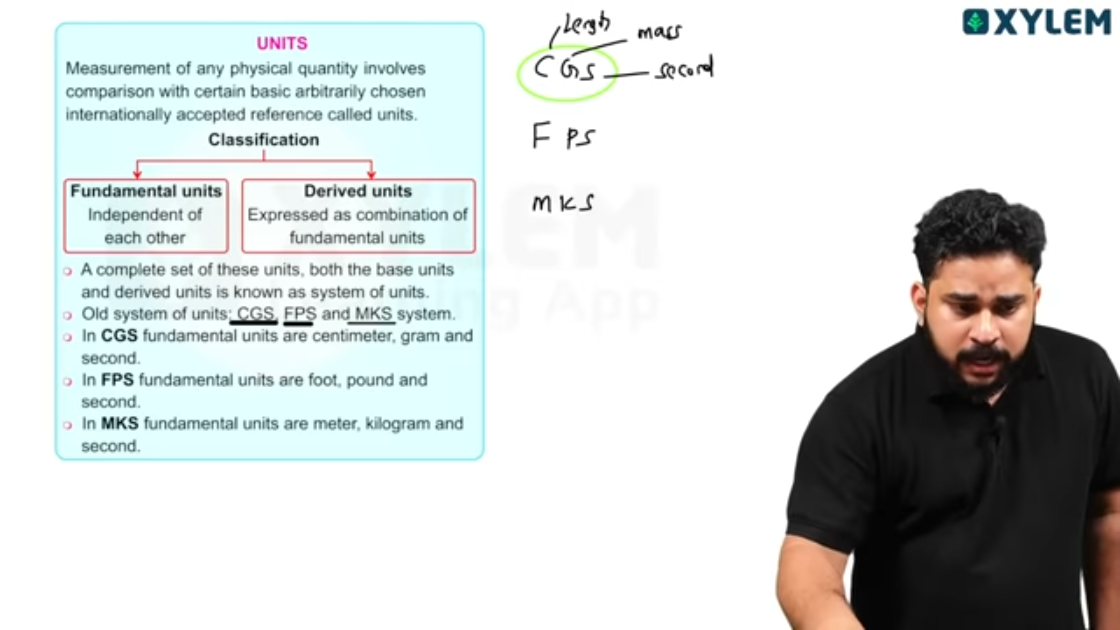 XYLEM
UNITS
Measurement of any physical quantity involves
comparison with certain basic arbitrarily chosen
internationally accepted reference called units.
Classification
Fundamental units
Independent of
each other
Derived units
Expressed as combination of
fundamental units
A complete set of these units, both the base units
and derived units is known as system of units.
Old system of units: CGS, FPS and MKS system.
In CGS fundamental units are centimeter, gram and
second.
In FPS fundamental units are foot, pound and
second.
In MKS fundamental units are meter, kilogram and
second.
length
mass
CGS
second
FPS
MKS
XYLEM
Learning App